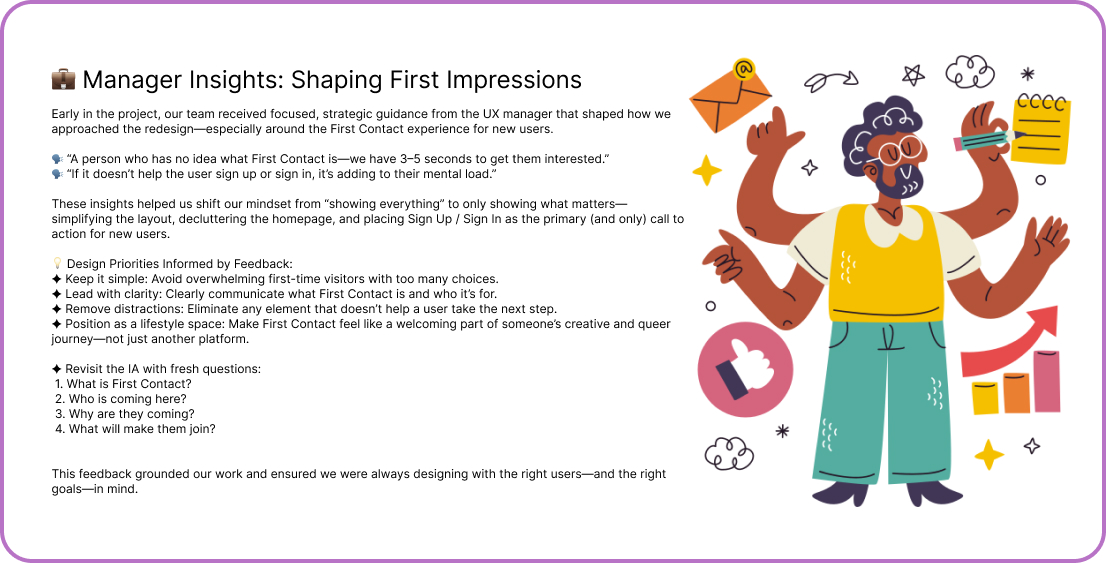 💼 Manager Insights: Shaping First Impressions
Early in the project, our team received focused, strategic guidance from the UX manager that shaped how we
approached the redesign—especially around the First Contact experience for new users.
🗣️ “A person who has no idea what First Contact is—we have 3–5 seconds to get them interested.”
🗣️ “If it doesn’t help the user sign up or sign in, it’s adding to their mental load.”
These insights helped us shift our mindset from “showing everything” to only showing what matters—
simplifying the layout, decluttering the homepage, and placing Sign Up / Sign In as the primary (and only) call to
action for new users.
💡 Design Priorities Informed by Feedback:
✦ Keep it simple: Avoid overwhelming first-time visitors with too many choices.
✦ Lead with clarity: Clearly communicate what First Contact is and who it’s for.
✦ Remove distractions: Eliminate any element that doesn’t help a user take the next step.
✦ Position as a lifestyle space: Make First Contact feel like a welcoming part of someone’s creative and queer
journey—not just another platform.
✦ Revisit the IA with fresh questions:
1. What is First Contact?
2. Who is coming here?
3. Why are they coming?
4. What will make them join?
This feedback grounded our work and ensured we were always designing with the right users—and the right
goals—in mind.
@